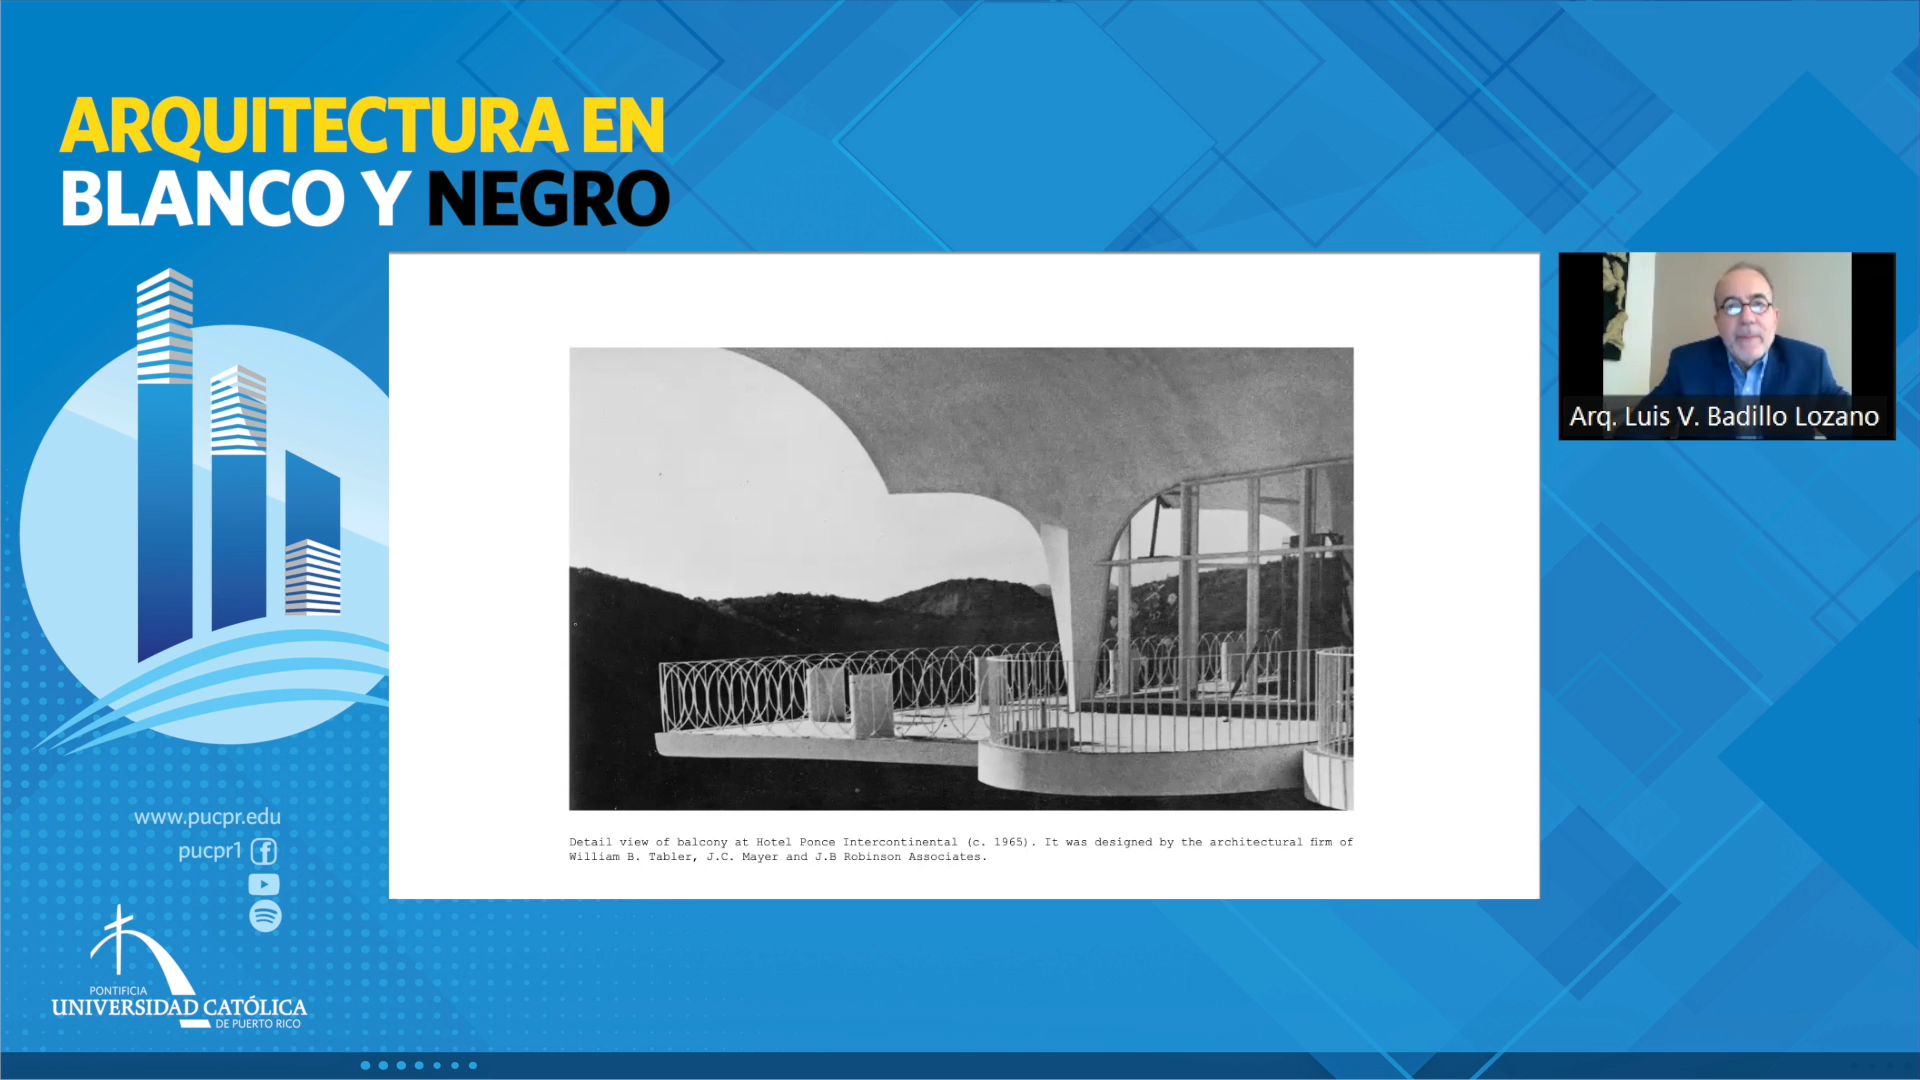 ARQUITECTURA EN
BLANCO Y NEGRO
Arq. Luis V. Badillo Lozano
Detail view of balcony at Hotel Ponce Intercontinental (c. 1965). It was designed by the architectural firm of
William B. Tabler, J.C. Mayer and J.B Robinson Associates.
www.pucpr.edu
pucpr1
PONTIFICIA
UNIVERSIDAD CATÓLICA
DE PUERTO RICO